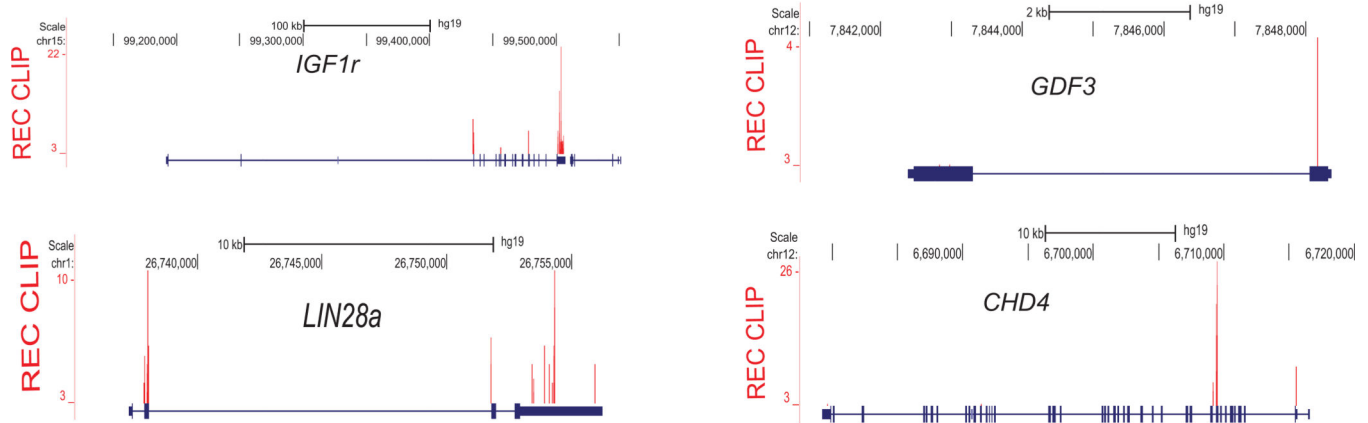 Scale
100 kb
hg19
chr15:
99,200,000
99,300,000
99,400,000
99,500,000
REC CLIP
22
3
IGF1r
Scale
2 kb
hg19
chr12:
7,842,000
7,844,000
7,846,000
7,848,000
REC CLIP
4
3
GDF3
Scale
10 kb
hg19
chr1:
26,740,000
26,745,000
26,750,000
26,755,000
REC CLIP
10
3
LIN28a
Scale
10 kb
hg19
chr12:
6,690,000
6,700,000
6,710,000
6,720,000
REC CLIP
26
3
CHD4